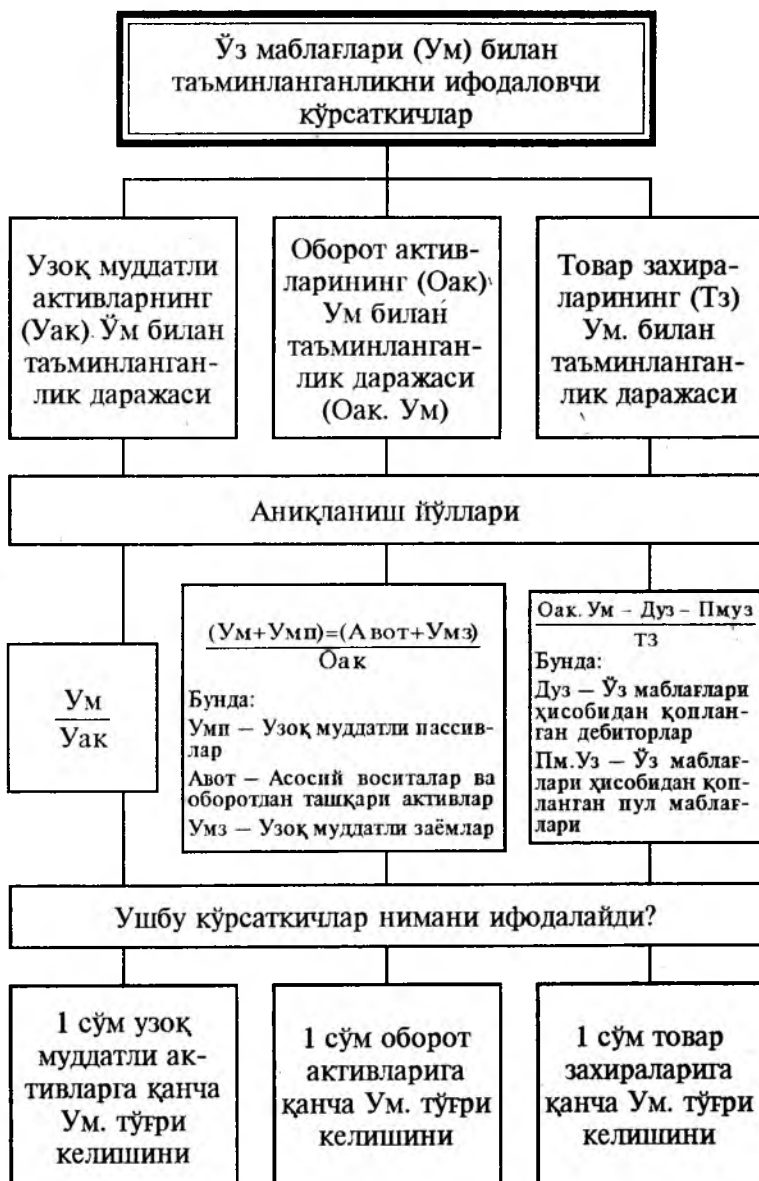 Ўз маблағлари (Ум) билан
таъминланганликни ифодаловчи
кўрсаткичлар
Узоқ муддатли
активларнинг
(Уак) Ўм билан
таъминланган-
лик даражаси
Оборот актив-
ларининг (Оак)
Ум билан
таъминланган-
лик даражаси
(Оак. Ум)
Товар захира-
ларининг (Тз)
Ум. билан
таъминланган-
лик даражаси
Аниқланиш йўллари
Ум
Уак
(Ум+Умп)=(Авот+Умз)
Оак
Бунда:
Умп – Узоқ муддатли пассив-
лар
Авот – Асосий воситалар ва
оборотдан ташқари активлар
Умз – Узоқ муддатли заёмлар
Оак. Ум – Дуз – Пмуз
тз
Бунда:
Дуз – Ўз маблағлари
ҳисобидан қоплан-
ган дебиторлар
Пм.Уз – Ўз маблағ-
лари ҳисобидан қоп-
ланган пул маблағ-
лари
Ушбу кўрсаткичлар нимани ифодалайди?
1 сўм узоқ
муддатли ак-
тивларга қанча
Ум. тўғри
келишини
1 сўм оборот
активларига
қанча Ум. тўғри
келишини
1 сўм товар
захираларига
қанча Ум. тўғри
келишини